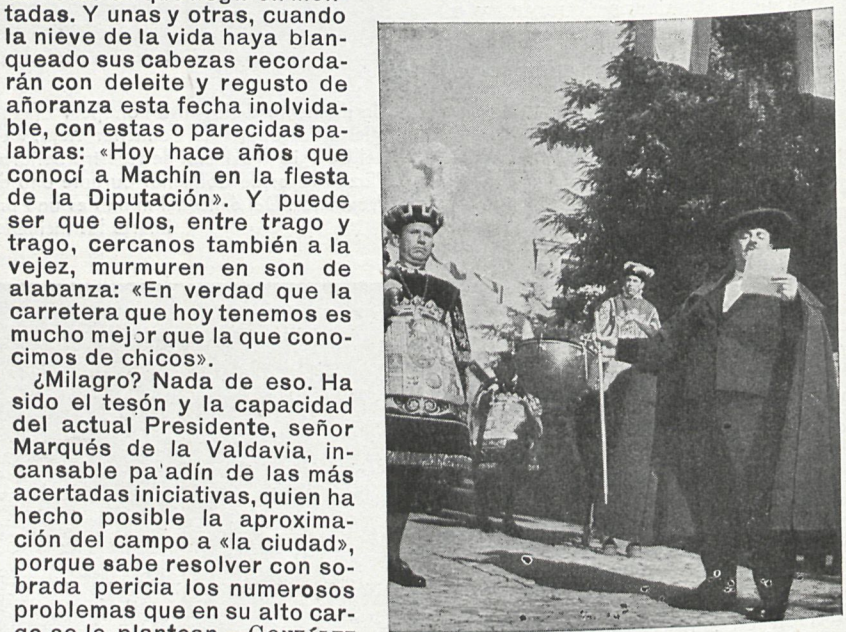 tadas. Y unas y otras, cuando
la nieve de la vida haya blan-
queado sus cabezas recorda-
rán con deleite y regusto de
añoranza esta fecha inolvida-
ble, con estas o parecidas pa-
labras: «Hoy hace años que
conocí a Machín en la fiesta
de la Diputación». Y puede
ser que ellos, entre trago y
trago, cercanos también a la
vejez, murmuren en son de
alabanza: «En verdad que la
carretera que hoy tenemos es
mucho mejor que la que cono-
cimos de chicos».
¿Milagro? Nada de eso. Ha
sido el tesón y la capacidad
del actual Presidente, señor
Marqués de la Valdavia, in-
cansable pa'adín de las más
acertadas iniciativas, quien ha
hecho posible la aproxima-
ción del campo a «la ciudad»,
porque sabe resolver con so-
brada pericia los numerosos
problemas que en su alto car-